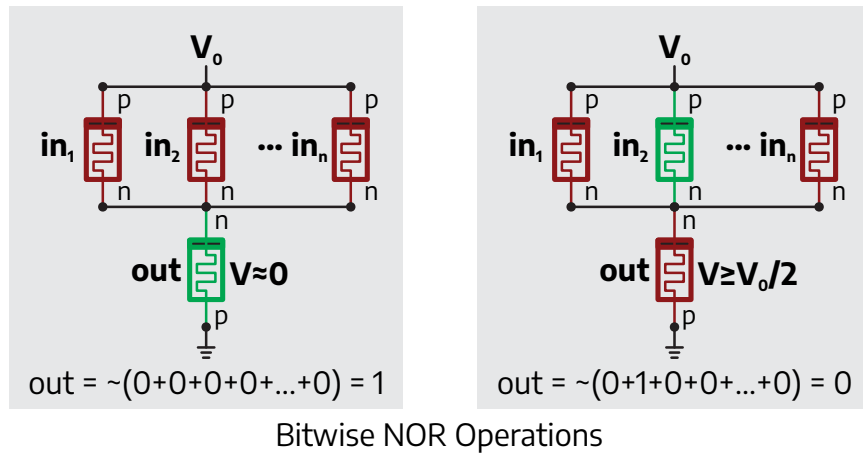 V₀
p p p
in₁ in₂ ··· inₙ
n n n
n
out V≈0
p
out = ~(0+0+0+0+...+0) = 1
V₀
p p p
in₁ in₂ ··· inₙ
n n n
n
out V≥V₀/2
p
out = ~(0+1+0+0+...+0) = 0
Bitwise NOR Operations